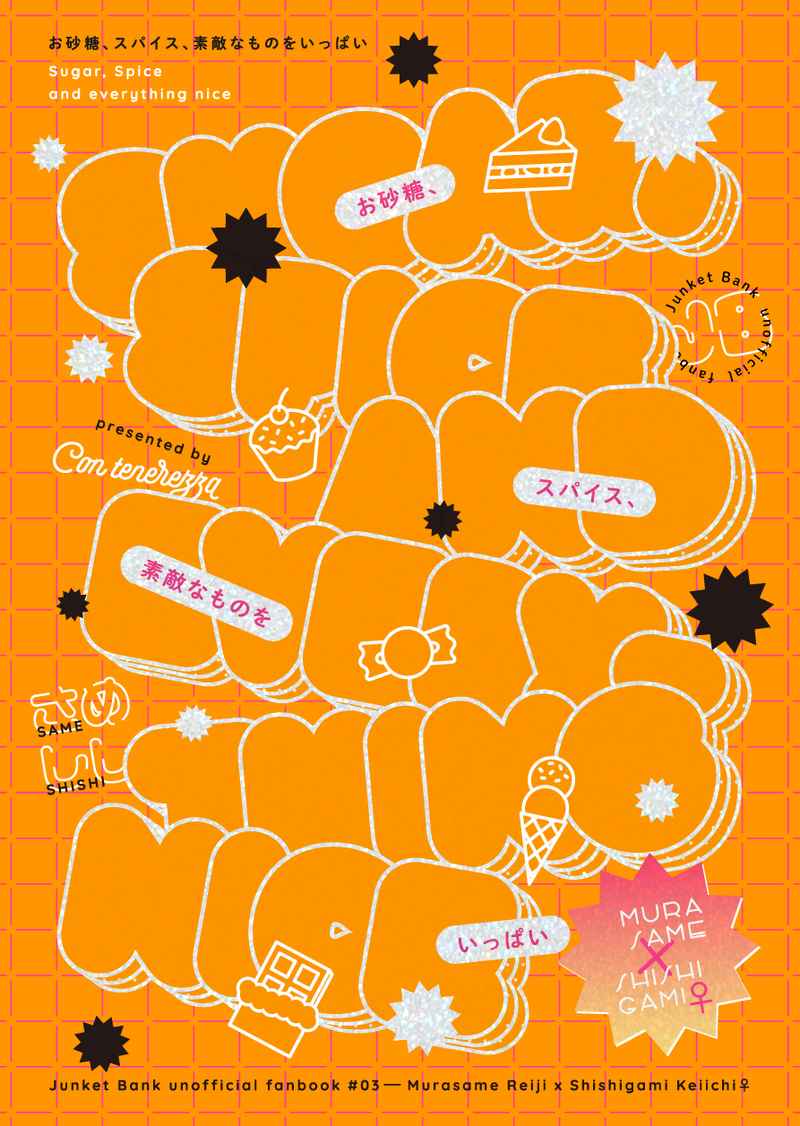 お砂糖、スパイス、素敵なものをいっぱい
Sugar, Spice
and everything nice
お砂糖、
Junket Bank unofficial fanbo
JB
presented by
Con tenerezza
スパイス、
素敵なものを
さめ
SAME
しし
SHISHI
いっぱい
MURA
SAME
×
SHISHI
GAMI♀
Junket Bank unofficial fanbook #03— Murasame Reiji x Shishigami Keiichi♀